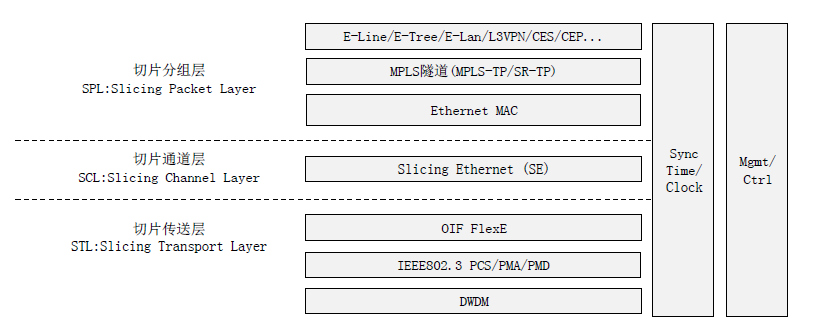 E-Line/E-Tree/E-Lan/L3VPN/CES/CEP...
切片分组层
SPL:Slicing Packet Layer
MPLS隧道(MPLS-TP/SR-TP)
Ethernet MAC
切片通道层
SCL:Slicing Channel Layer
Slicing Ethernet (SE)
切片传送层
STL:Slicing Transport Layer
OIF FlexE
IEEE802.3 PCS/PMA/PMD
DWDM
Sync
Time/
Clock
Mgmt/
Ctrl